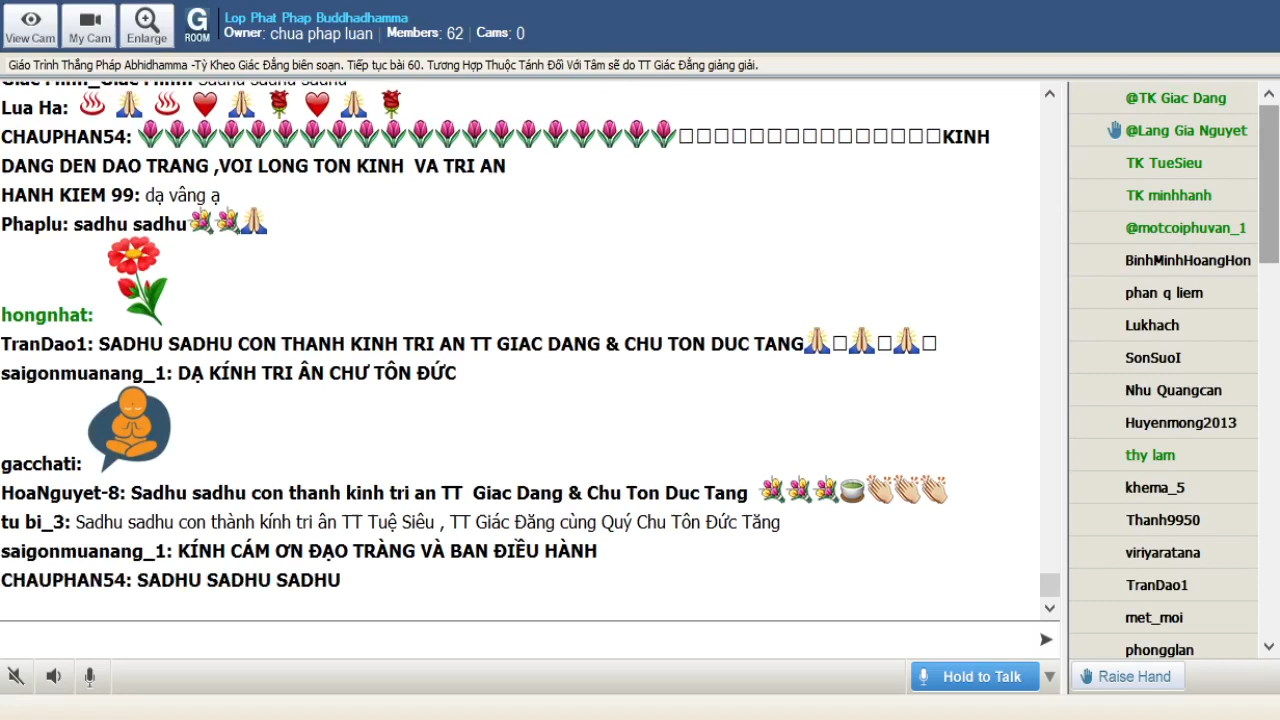 View Cam
My Cam
Enlarge
G
ROOM
Lop Phat Phap Buddhadhamma
Owner: chua phap luan
Members: 62
Cams: 0
Giáo Trình Thắng Pháp Abhidhamma -Tỳ Kheo Giác Đẳng biên soạn. Tiếp tục bài 60. Tương Hợp Thuộc Tánh Đối Với Tâm sẽ do TT Giác Đẳng giảng giải.
Lua Ha:
CHAUPHAN54: KINH
DANG DEN DAO TRANG ,VOI LONG TON KINH VA TRI AN
HANH KIEM 99: dạ vâng ạ
Phaplu: sadhu sadhu
hongnhat:
TranDao1: SADHU SADHU CON THANH KINH TRI AN TT GIAC DANG & CHU TON DUC TANG
saigonmuanang_1: DẠ KÍNH TRI ÂN CHƯ TÔN ĐỨC
gacchati:
HoaNguyet-8: Sadhu sadhu con thanh kinh tri an TT Giac Dang & Chu Ton Duc Tang
tu bi_3: Sadhu sadhu con thành kính tri ân TT Tuệ Siêu , TT Giác Đăng cùng Quý Chu Tôn Đức Tăng
saigonmuanang_1: KÍNH CÁM ƠN ĐẠO TRÀNG VÀ BAN ĐIỀU HÀNH
CHAUPHAN54: SADHU SADHU SADHU
@TK Giac Dang
@Lang Gia Nguyet
TK TueSieu
TK minhhanh
@motcoiphuvan_1
BinhMinhHoangHon
phan q liem
Lukhach
SonSuoI
Nhu Quangcan
Huyenmong2013
thy lam
khema_5
Thanh9950
viriyaratana
TranDao1
met_moi
phongglan
Hold to Talk
Raise Hand